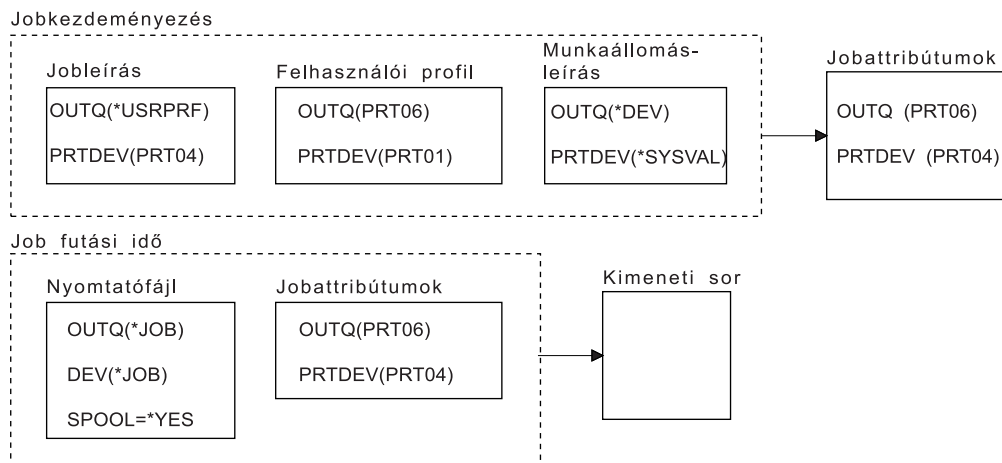 Jobkezdeményezés
Jobleírás
OUTQ(*USRPRF)
PRTDEV(PRT04)
Felhasználói profil
OUTQ(PRT06)
PRTDEV(PRT01)
Munkaállomás-
leírás
OUTQ(*DEV)
PRTDEV(*SYSVAL)
Jobattribútumok
OUTQ (PRT06)
PRTDEV (PRT04)
Job futási idő
Nyomtatófájl
OUTQ(*JOB)
DEV(*JOB)
SPOOL=*YES
Jobattribútumok
OUTQ(PRT06)
PRTDEV(PRT04)
Kimeneti sor